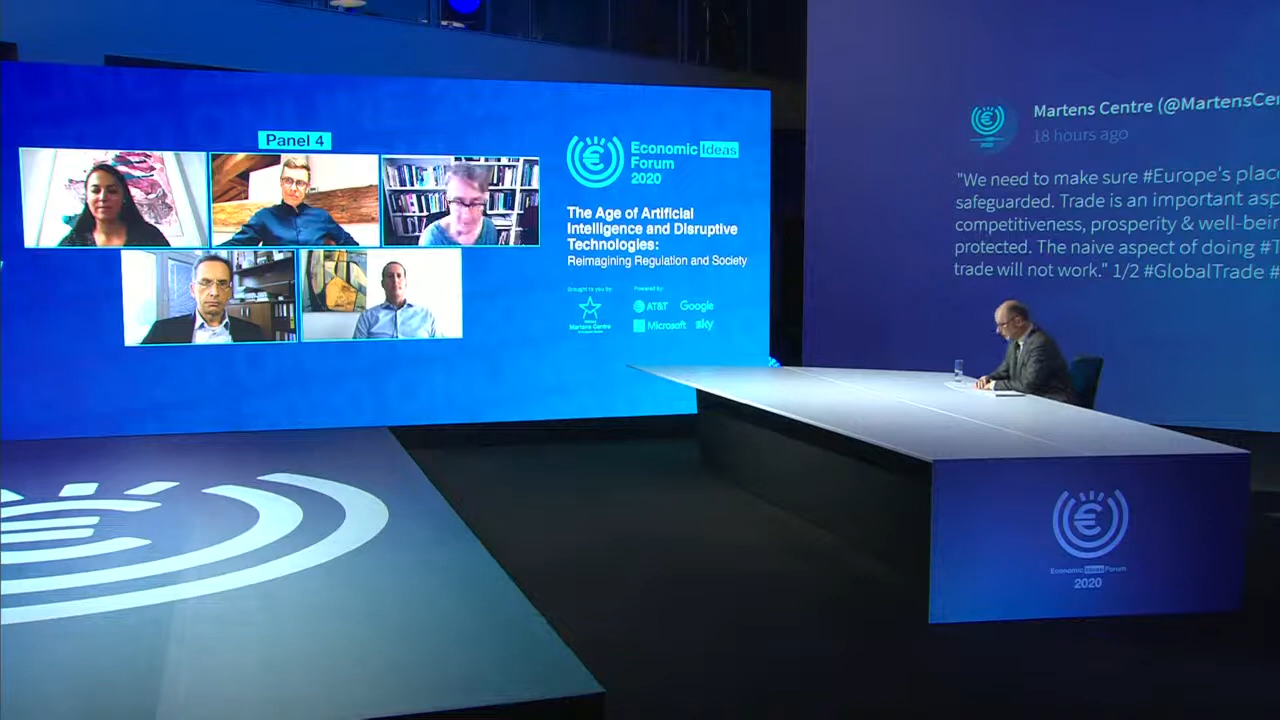 Panel 4
Economic Ideas
Forum
2020
The Age of Artificial
Intelligence and Disruptive
Technologies:
Reimagining Regulation and Society
Brought to you by:
Powered by:
Martens Centre
AT&T
Google
Microsoft
sky
Martens Centre (@MartensCe
18 hours ago
"We need to make sure #Europe's plac
safeguarded. Trade is an important asp
competitiveness, prosperity & well-bei
protected. The naive aspect of doing #T
trade will not work." 1/2 #GlobalTrade #
Economic Ideas Forum
2020